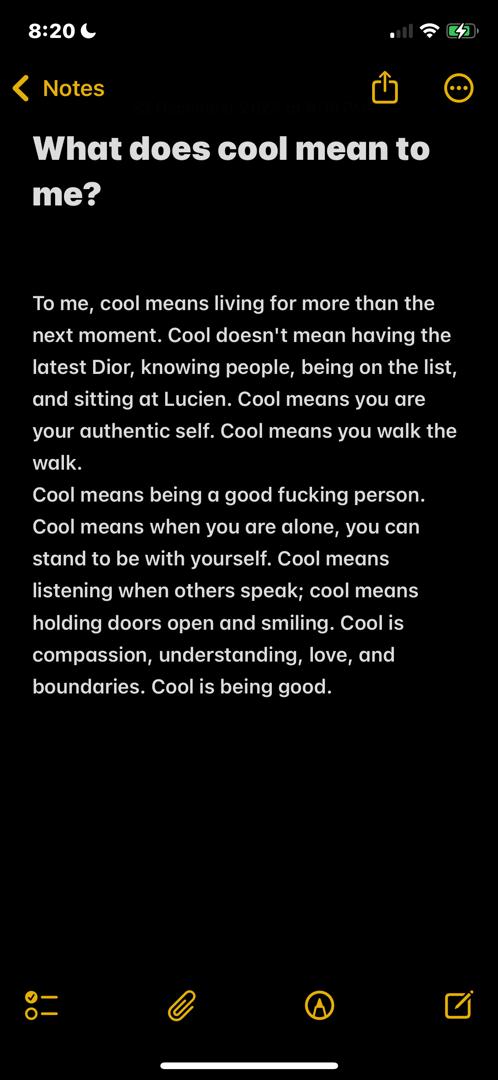 8:20
Notes
What does cool mean to
me?
To me, cool means living for more than the
next moment. Cool doesn't mean having the
latest Dior, knowing people, being on the list,
and sitting at Lucien. Cool means you are
your authentic self. Cool means you walk the
walk.
Cool means being a good fucking person.
Cool means when you are alone, you can
stand to be with yourself. Cool means
listening when others speak; cool means
holding doors open and smiling. Cool is
compassion, understanding, love, and
boundaries. Cool is being good.